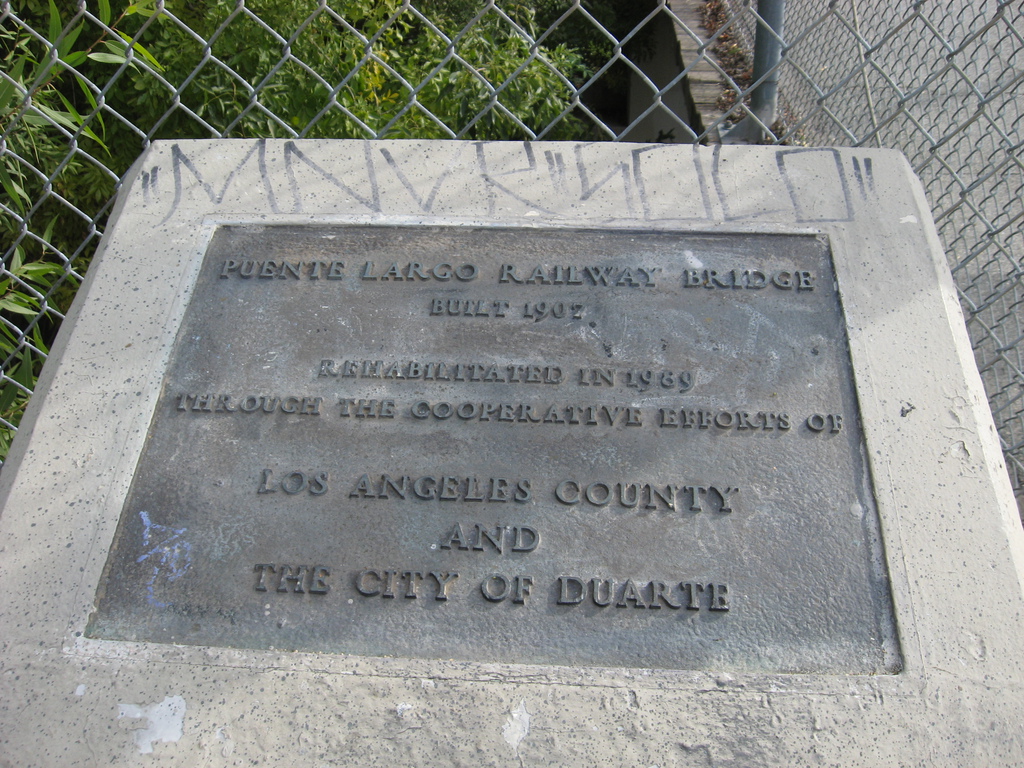 PUENTE LARGO RAILWAY BRIDGE
BUILT 1907
REHABILITATED IN 1989
THROUGH THE COOPERATIVE EFFORTS OF
LOS ANGELES COUNTY
AND
THE CITY OF DUARTE